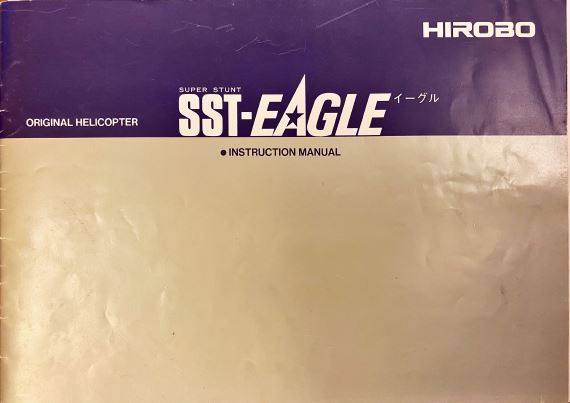 HIROBO
SUPER STUNT
SST-EAGLE イーグル
ORIGINAL HELICOPTER
● INSTRUCTION MANUAL